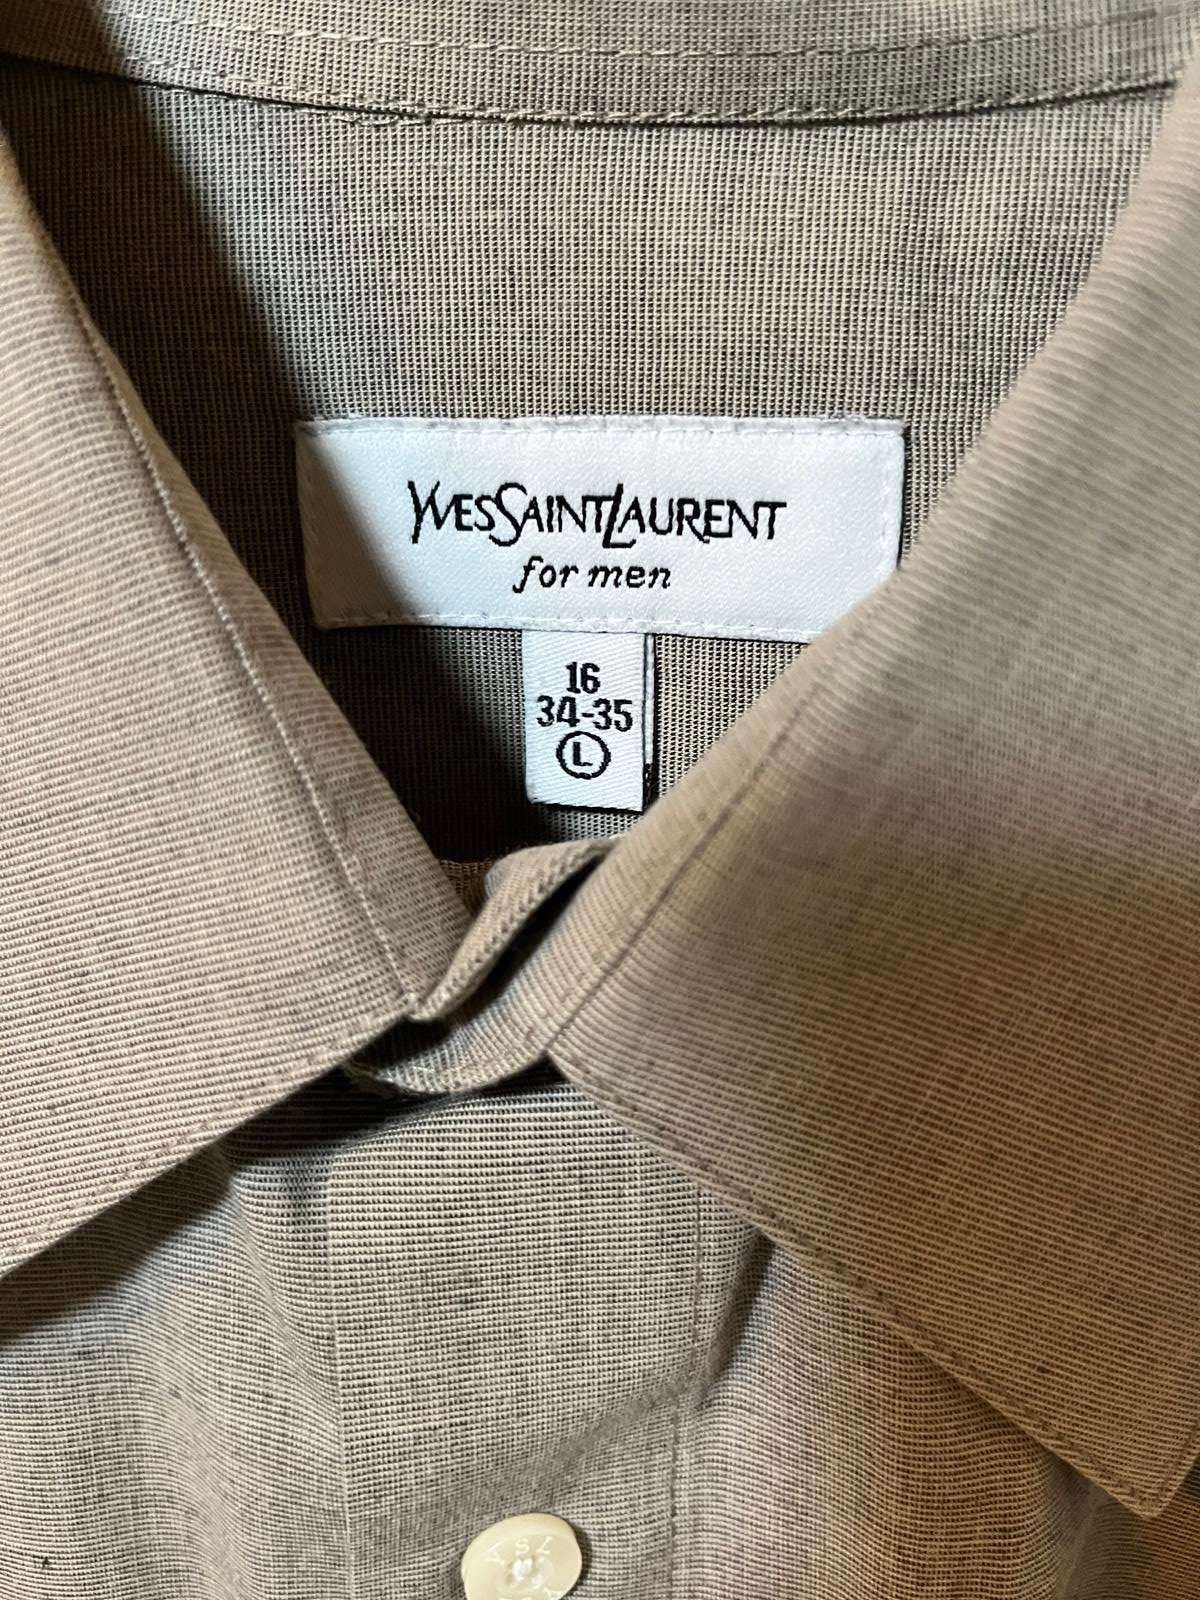 YVESSAINTLAURENT
for men
16
34-35
L